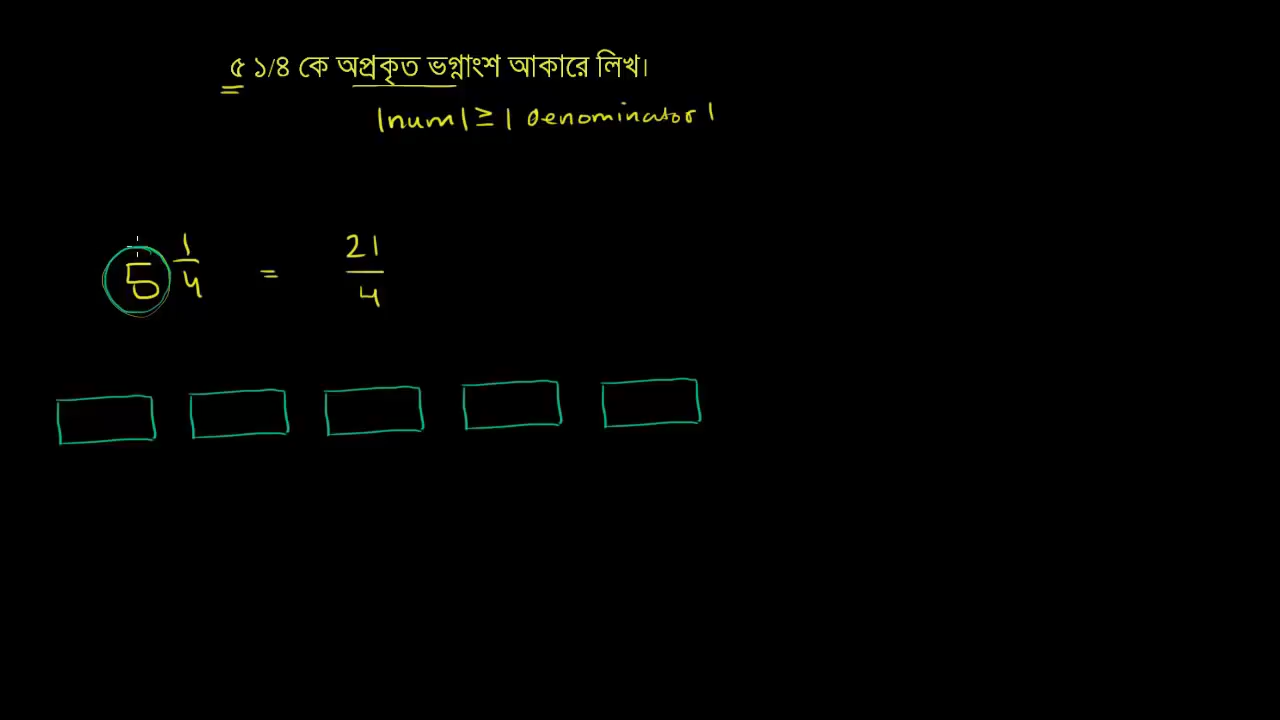 ৫ ১/৪ কে অপ্রকৃত ভগ্নাংশ আকারে লিখ।
|num| ≥ | denominator |
5 1/4 = 21/4